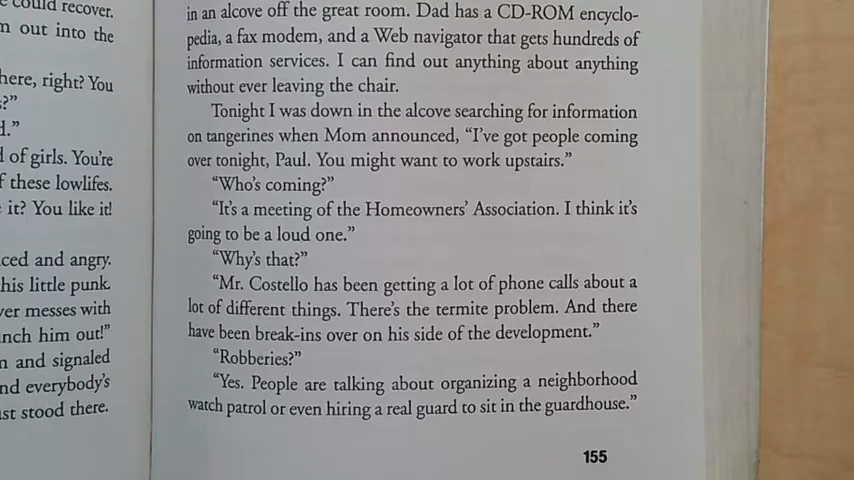 could recover.
out into the
here, right? You
of girls. You're
these lowlifes.
it? You like it!
and angry.
his little punk.
messes with
him out!"
and signaled
everybody's
stood there.
in an alcove off the great room. Dad has a CD-ROM encyclo-
pedia, a fax modem, and a Web navigator that gets hundreds of
information services. I can find out anything about anything
without ever leaving the chair.
Tonight I was down in the alcove searching for information
on tangerines when Mom announced, "I've got people coming
over tonight, Paul. You might want to work upstairs."
"Who's coming?"
"It's a meeting of the Homeowners' Association. I think it's
going to be a loud one."
"Why's that?"
"Mr. Costello has been getting a lot of phone calls about a
lot of different things. There's the termite problem. And there
have been break-ins over on his side of the development."
"Robberies?"
"Yes. People are talking about organizing a neighborhood
watch patrol or even hiring a real guard to sit in the guardhouse."
155